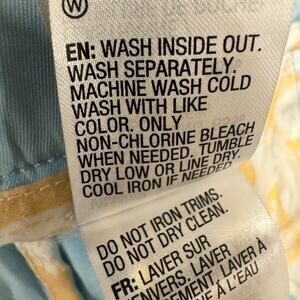 W
EN: WASH INSIDE OUT.
WASH SEPARATELY.
MACHINE WASH COLD
WASH WITH LIKE
COLOR. ONLY
NON-CHLORINE BLEACH
WHEN NEEDED. TUMBLE
DRY LOW OR LINE DRY.
COOL IRON IF NEEDED.
DO NOT IRON TRIMS.
DO NOT DRY CLEAN.
FR: LAVER SUR
ENVERS, LAVER